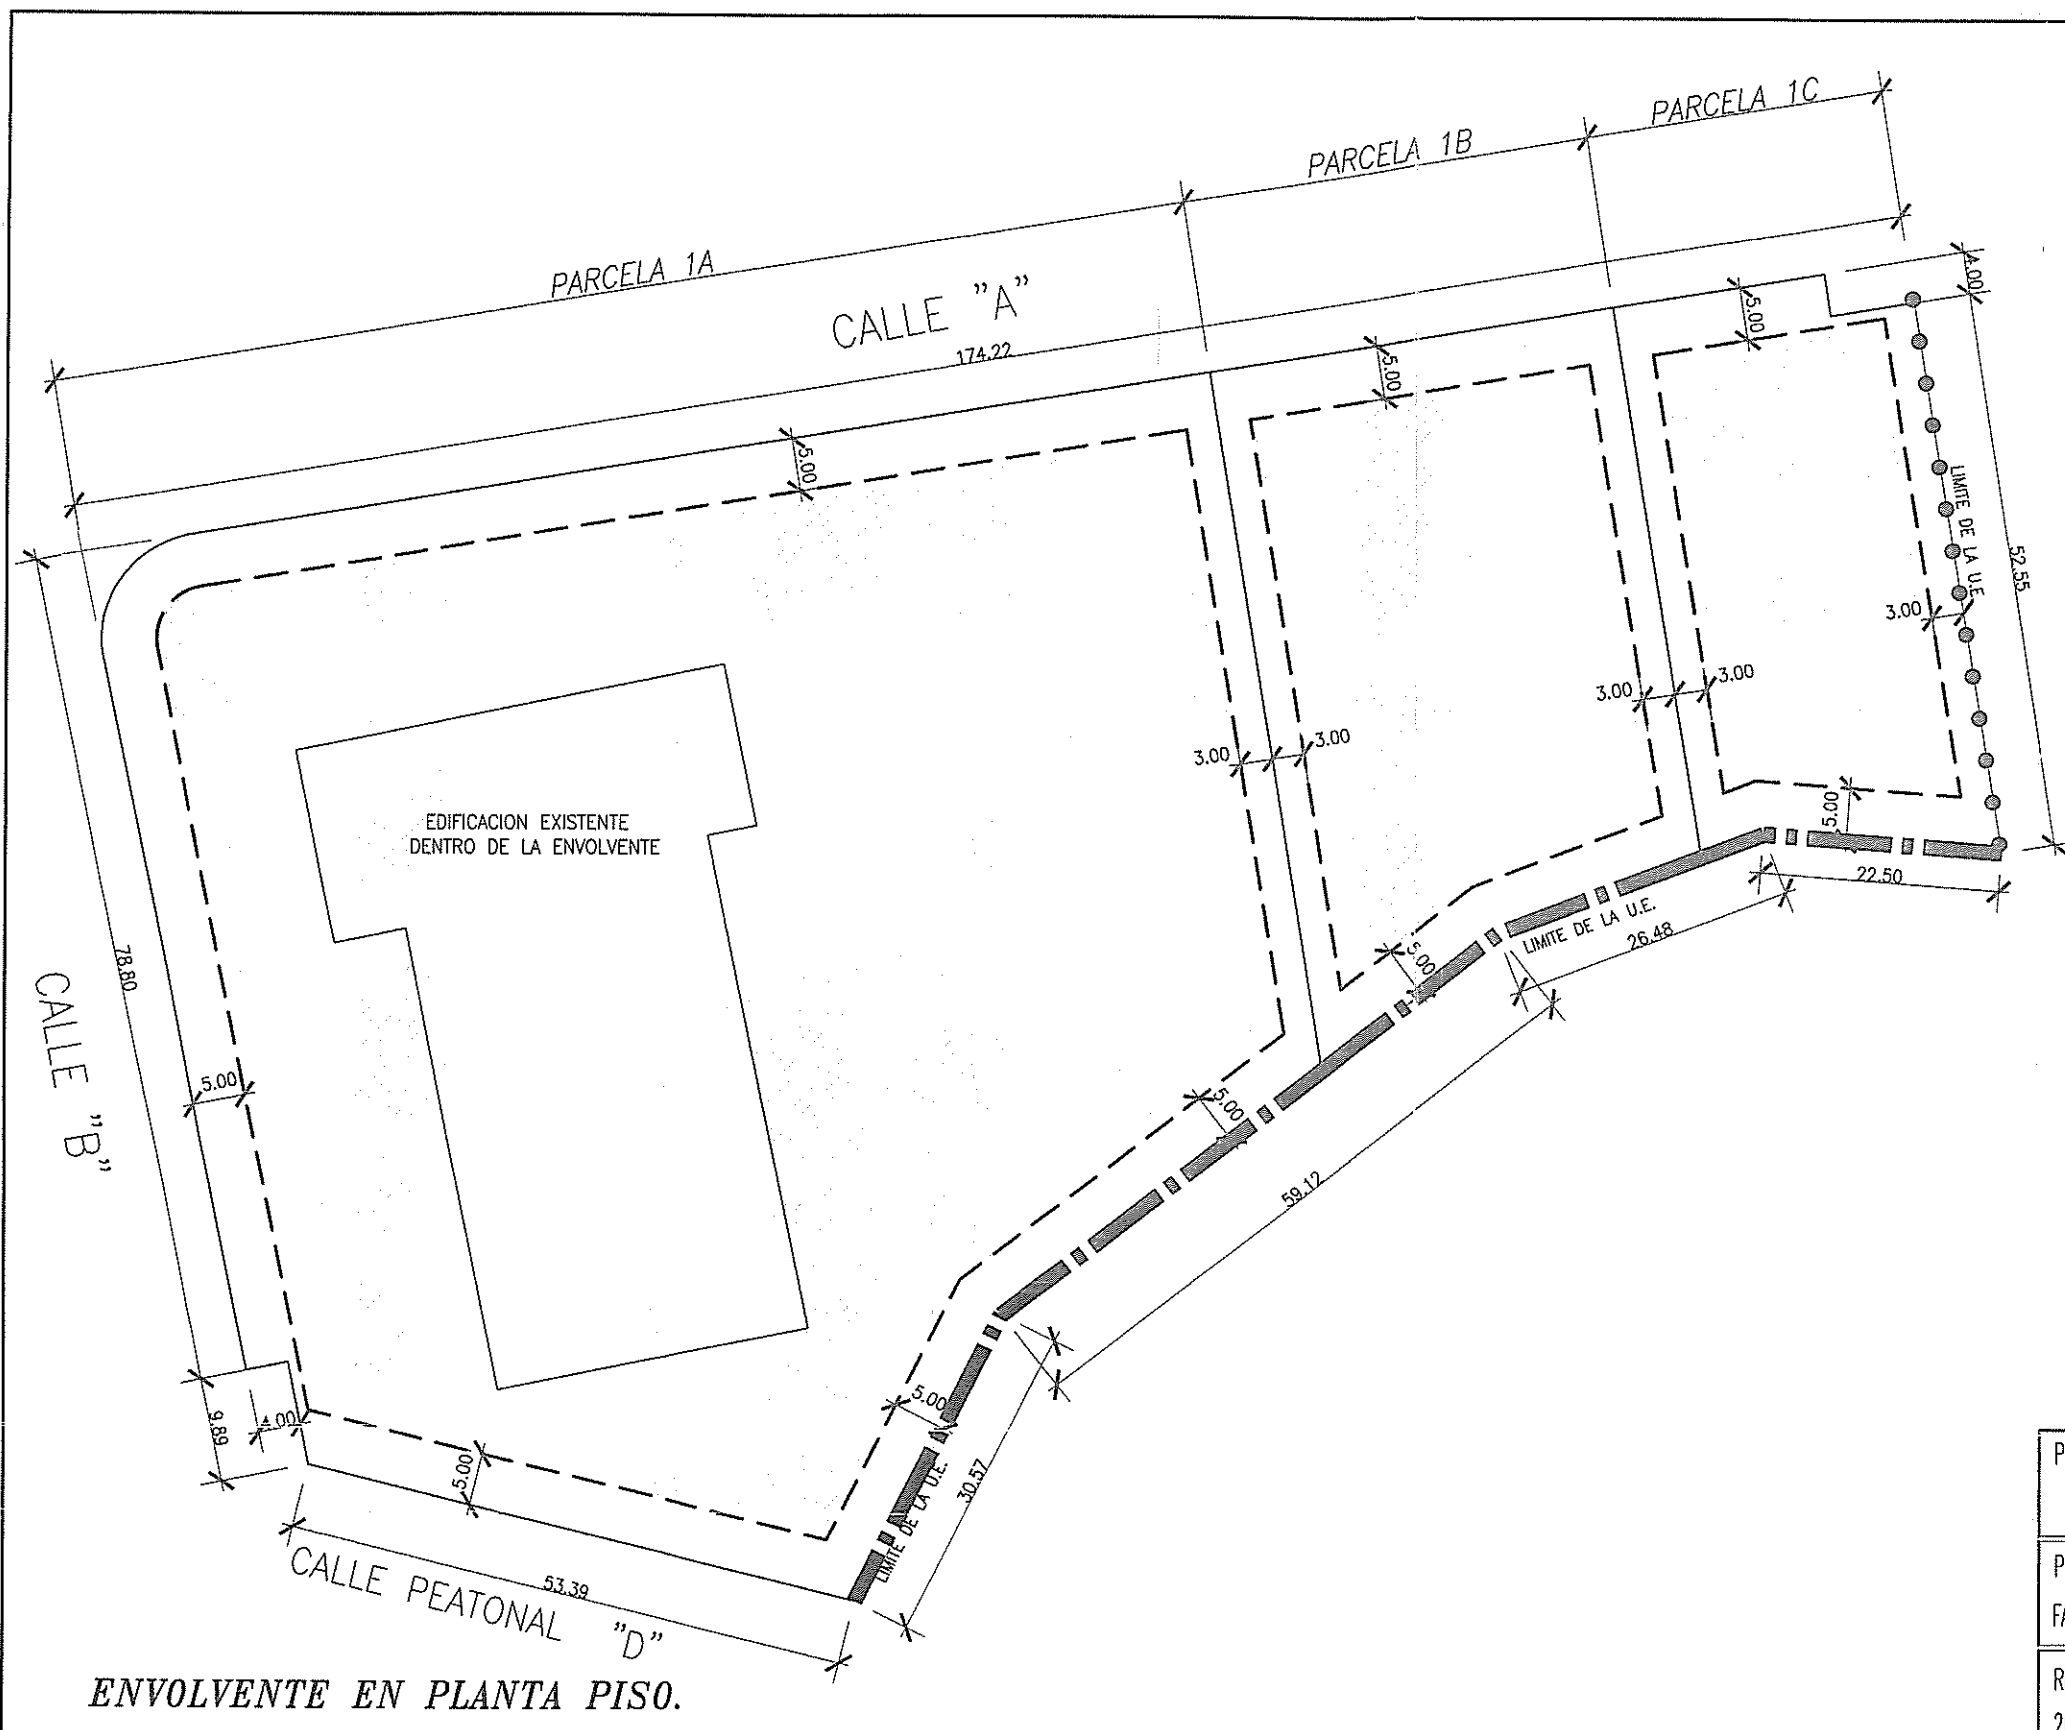 PARCELA 1C
PARCELA 1B
PARCELA 1A
CALLE "A"
174.22
4.00
5.00
5.00
5.00
LIMITE DE LA U.E
52.55
3.00
3.00
3.00
3.00
3.00
EDIFICACION EXISTENTE
DENTRO DE LA ENVOLVENTE
5.00
22.50
LIMITE DE LA U.E.
26.48
5.00
78.80
CALLE "B"
5.00
5.00
59.12
5.00
9.89
4.00
5.00
LIMITE DE LA U.E.
30.57
53.39
CALLE PEATONAL "D"
ENVOLVENTE EN PLANTA PISO.